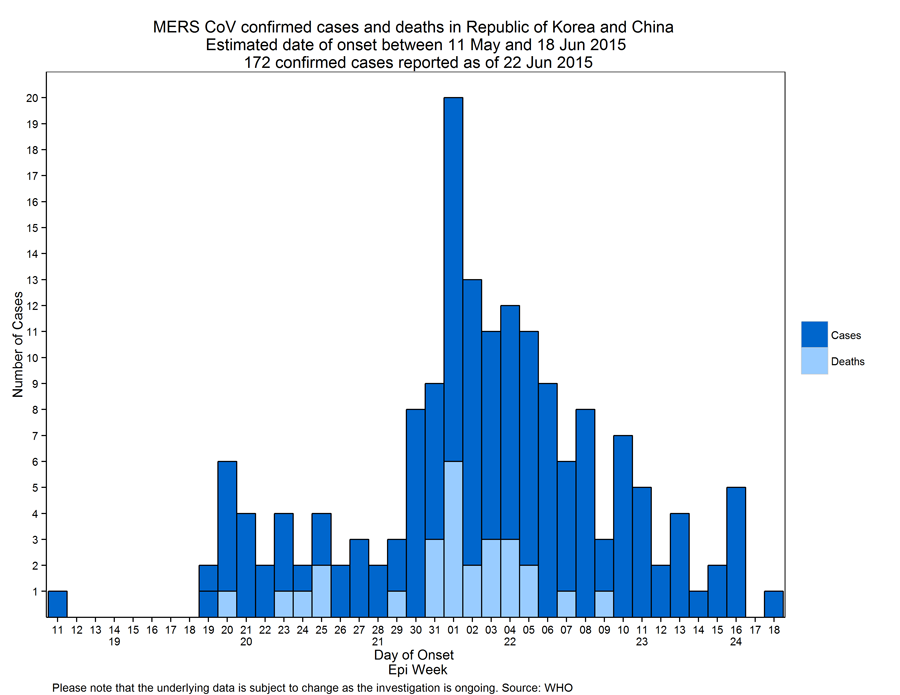 MERS CoV confirmed cases and deaths in Republic of Korea and China
Estimated date of onset between 11 May and 18 Jun 2015
172 confirmed cases reported as of 22 Jun 2015
20
19
18
17
16
15
14
13
12
11
10
9
8
7
6
5
4
3
2
1
Number of Cases
Cases
Deaths
11 12 13 14 15 16 17 18 19 20 21 22 23 24 25 26 27 28 29 30 31 01 02 03 04 05 06 07 08 09 10 11 12 13 14 15 16 17 18
19 20 21 22 23 24
Day of Onset
Epi Week
Please note that the underlying data is subject to change as the investigation is ongoing. Source: WHO